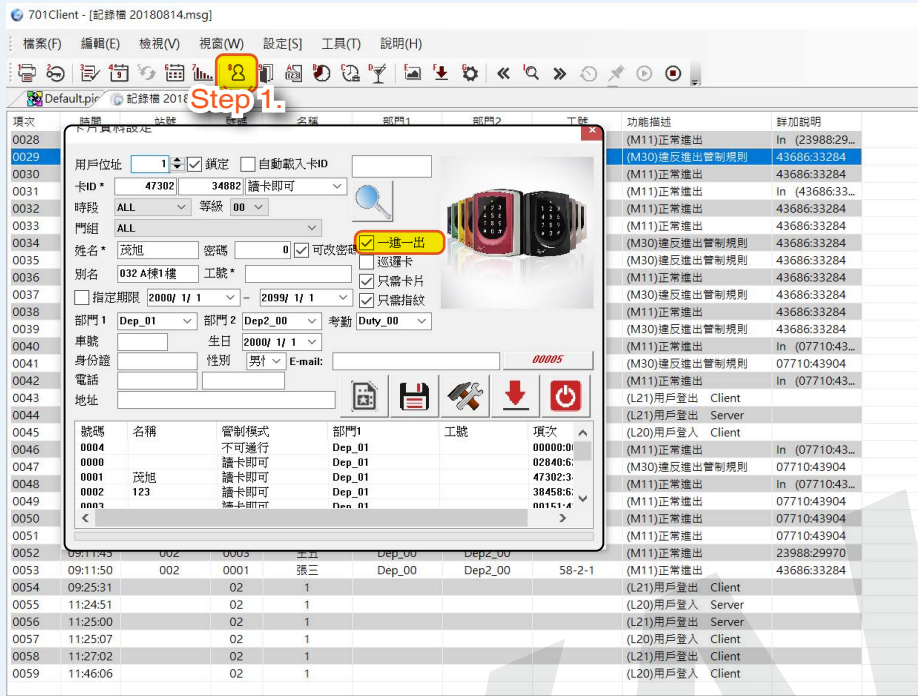 701Client - [記錄檔 20180814.msg]
檔案(F) 編輯(E) 檢視(V) 視窗(W) 設定[S] 工具(T) 說明(H)
Default.pic 記錄檔 2018
Step 1.
項次 時間 站號 號碼 名稱 部門1 部門2 工號 功能描述 詳加說明
卡片資料設定
用戶位址 1 鎖定 自動載入卡ID
卡ID * 47302 34882 讀卡即可
時段 ALL 等級 00
門組 ALL
姓名* 茂旭 密碼 0 可改密碼 一進一出
巡邏卡
別名 032 A棟1樓 工號* 只需卡片
指定期限 2000/ 1/ 1 – 2099/ 1/ 1 只需指紋
部門 1 Dep_01 部門 2 Dep2_00 考勤 Duty_00
車號 生日 2000/ 1/ 1
身份證 性別 男 E-mail: 00005
電話
地址
號碼 名稱 管制模式 部門1 工號 項次
0004 不可通行 Dep_01 00000:0
0000 讀卡即可 Dep_01 02840:6
0001 茂旭 讀卡即可 Dep_01 47302:3
0002 123 讀卡即可 Dep_01 38458:6
0003 讀卡即可 Dep_01 00151:4
0028 (M11)正常進出 In (23988:29...
0029 (M30)違反進出管制規則 43686:33284
0030 (M11)正常進出 43686:33284
0031 (M11)正常進出 In (43686:33...
0032 (M11)正常進出 43686:33284
0033 (M11)正常進出 43686:33284
0034 (M30)違反進出管制規則 43686:33284
0035 (M30)違反進出管制規則 43686:33284
0036 (M11)正常進出 43686:33284
0037 (M30)違反進出管制規則 43686:33284
0038 (M11)正常進出 43686:33284
0039 (M30)違反進出管制規則 43686:33284
0040 (M11)正常進出 In (07710:43...
0041 (M30)違反進出管制規則 07710:43904
0042 (M11)正常進出 In (07710:43...
0043 (L21)用戶登出 Client
0044 (L21)用戶登出 Server
0045 (L20)用戶登入 Client
0046 (M11)正常進出 In (07710:43...
0047 (M30)違反進出管制規則 07710:43904
0048 (M11)正常進出 In (07710:43...
0049 (M11)正常進出 07710:43904
0050 (M11)正常進出 07710:43904
0051 (M11)正常進出 07710:43904
0052 09:11:45 002 0003 王五 Dep_00 Dep2_00 (M11)正常進出 23988:29970
0053 09:11:50 002 0001 張三 Dep_00 Dep2_00 58-2-1 (M11)正常進出 43686:33284
0054 09:25:31 02 1 (L21)用戶登出 Client
0055 11:24:51 02 1 (L20)用戶登入 Server
0056 11:25:00 02 1 (L21)用戶登出 Server
0057 11:25:07 02 1 (L20)用戶登入 Client
0058 11:27:02 02 1 (L21)用戶登出 Client
0059 11:46:06 02 1 (L20)用戶登入 Client